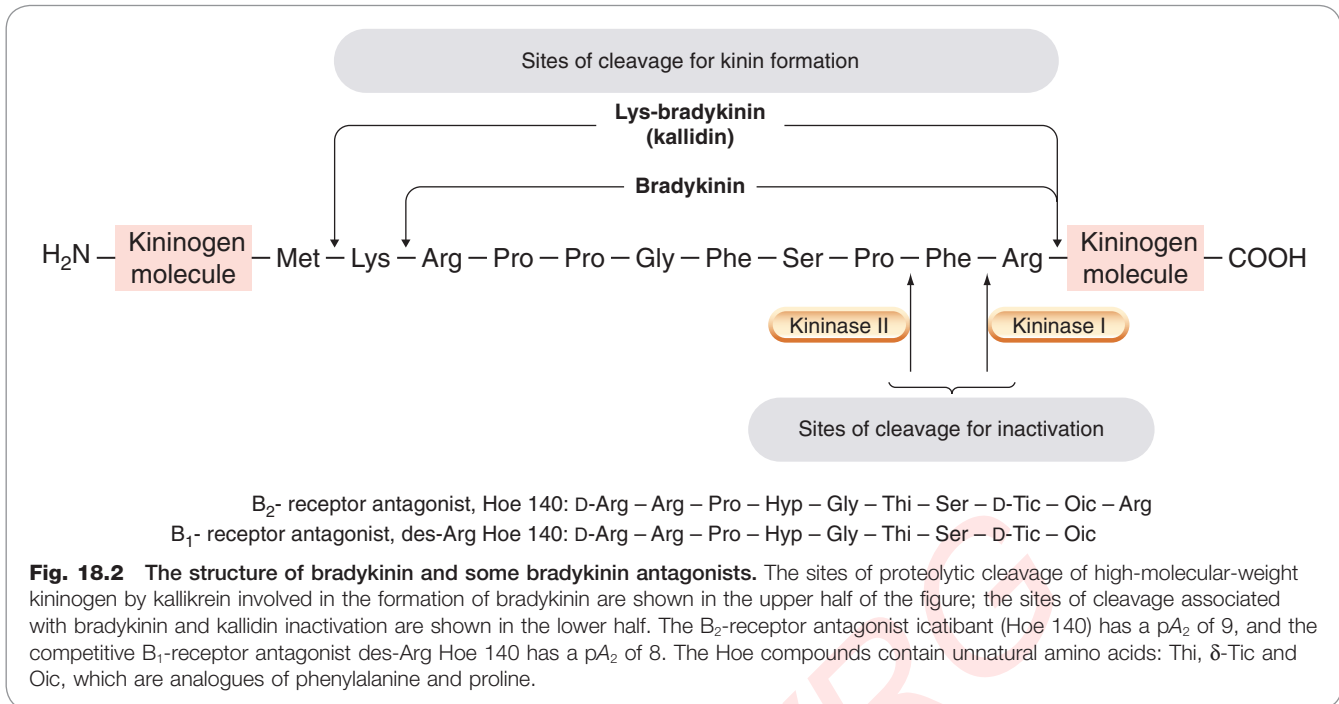 Sites of cleavage for kinin formation
Lys-bradykinin
(kallidin)
Bradykinin
H₂N – Kininogen molecule – Met – Lys – Arg – Pro – Pro – Gly – Phe – Ser – Pro – Phe – Arg – Kininogen molecule – COOH
Kininase II
Kininase I
Sites of cleavage for inactivation
B₂- receptor antagonist, Hoe 140: D-Arg – Arg – Pro – Hyp – Gly – Thi – Ser – D-Tic – Oic – Arg
B₁- receptor antagonist, des-Arg Hoe 140: D-Arg – Arg – Pro – Hyp – Gly – Thi – Ser – D-Tic – Oic
Fig. 18.2 The structure of bradykinin and some bradykinin antagonists. The sites of proteolytic cleavage of high-molecular-weight
kininogen by kallikrein involved in the formation of bradykinin are shown in the upper half of the figure; the sites of cleavage associated
with bradykinin and kallidin inactivation are shown in the lower half. The B₂-receptor antagonist icatibant (Hoe 140) has a pA₂ of 9, and the
competitive B₁-receptor antagonist des-Arg Hoe 140 has a pA₂ of 8. The Hoe compounds contain unnatural amino acids: Thi, δ-Tic and
Oic, which are analogues of phenylalanine and proline.